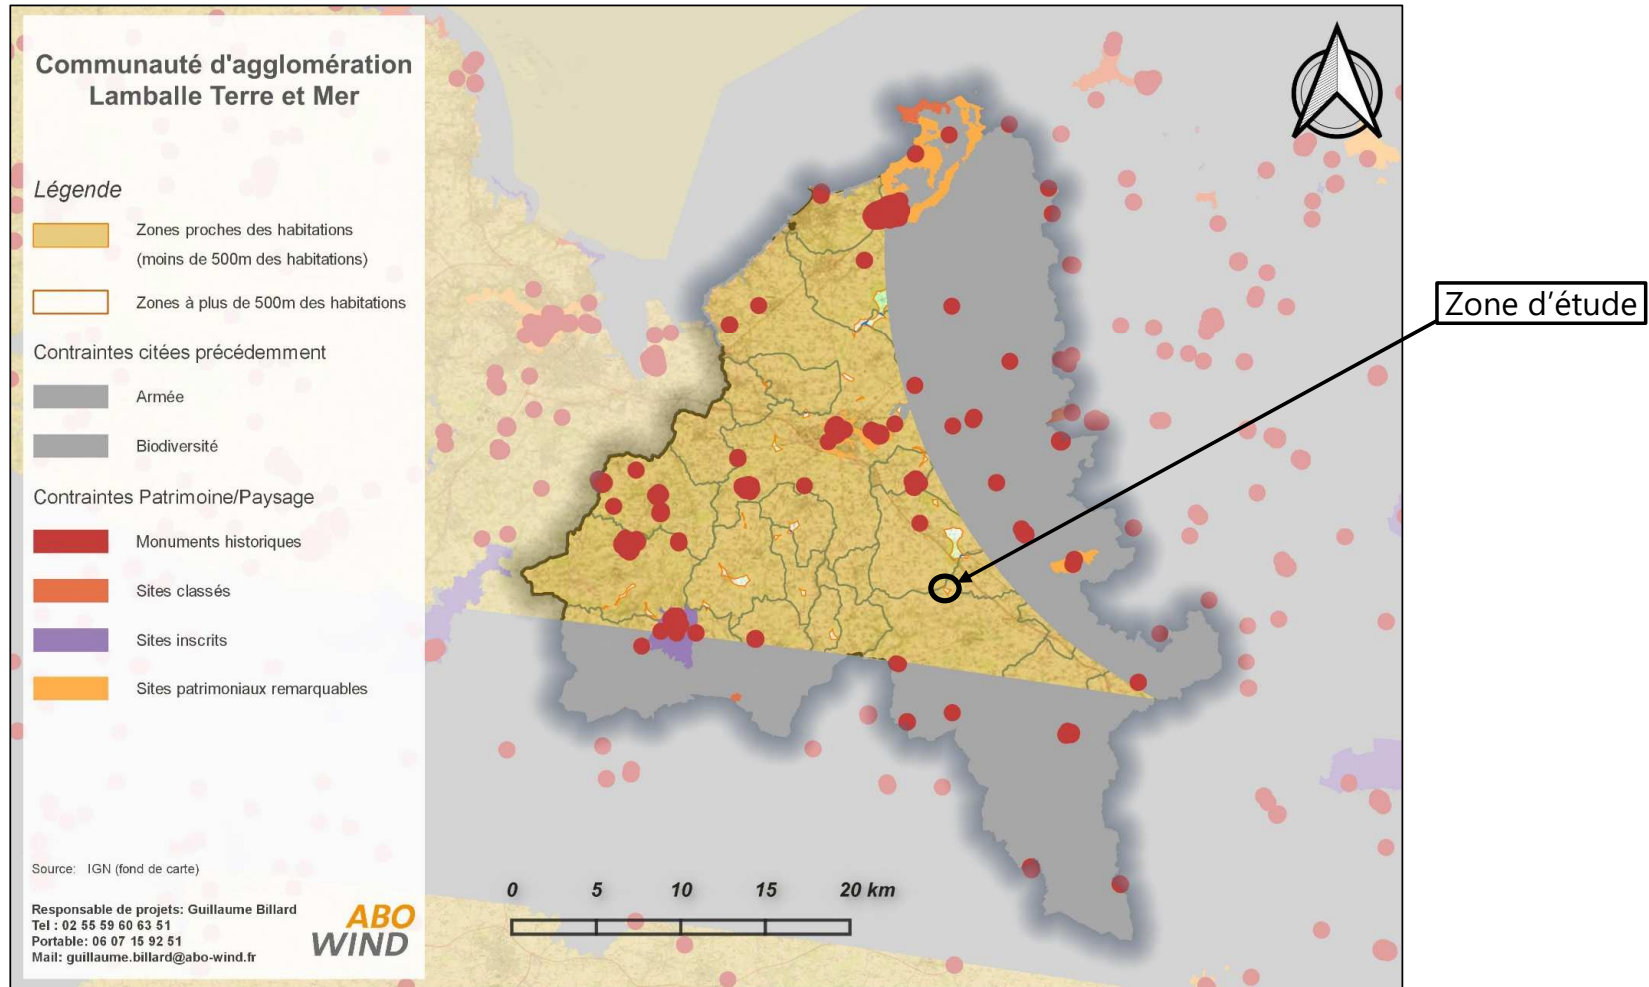 Communauté d'agglomération
Lamballe Terre et Mer
Légende
Zones proches des habitations
(moins de 500m des habitations)
Zones à plus de 500m des habitations
Contraintes citées précédemment
Armée
Biodiversité
Contraintes Patrimoine/Paysage
Monuments historiques
Sites classés
Sites inscrits
Sites patrimoniaux remarquables
Source: IGN (fond de carte)
Responsable de projets: Guillaume Billard
Tel : 02 55 59 60 63 51
Portable: 06 07 15 92 51
Mail: guillaume.billard@abo-wind.fr
ABO
WIND
0 5 10 15 20 km
Zone d'étude